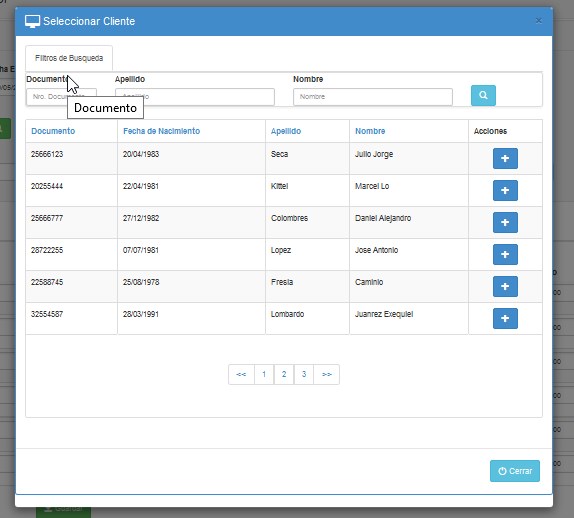 Seleccionar Cliente ×
Filtros de Busqueda
Documento Apellido Nombre
Nro. Apellido Nombre
Documento
Documento Fecha de Nacimiento Apellido Nombre Acciones
25666123 20/04/1983 Seca Julio Jorge
20255444 22/04/1981 Kittel Marcel Lo
25666777 27/12/1982 Colombres Daniel Alejandro
28722255 07/07/1981 Lopez Jose Antonio
22588745 25/08/1978 Fresia Caminio
32554587 28/03/1991 Lombardo Juanrez Exequiel
<< 1 2 3 >>
Cerrar
Guardar